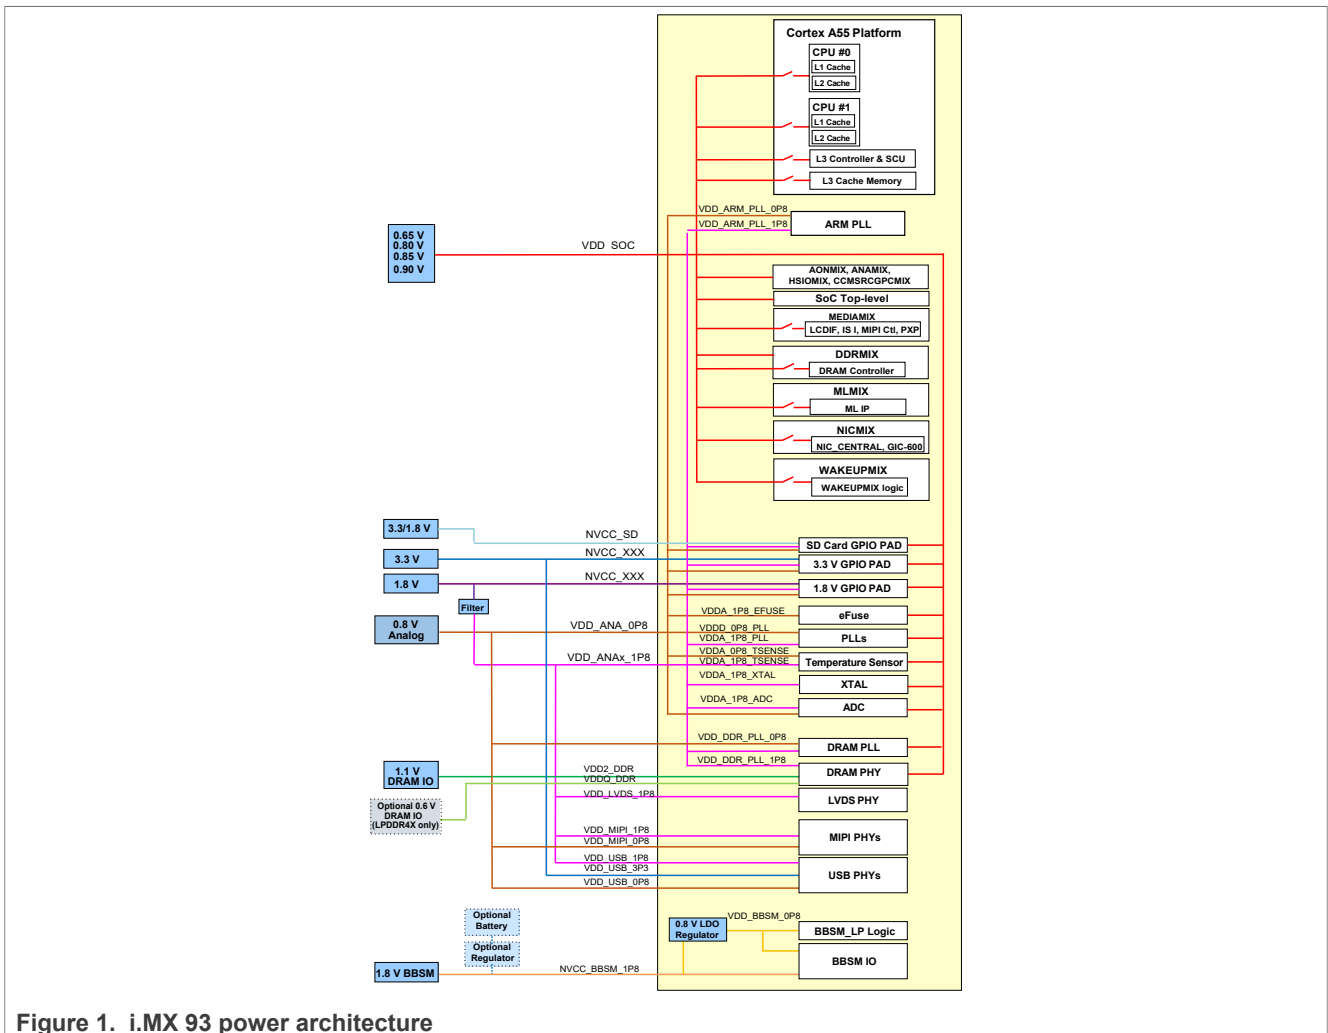 Cortex A55 Platform
CPU #0
L1 Cache
L2 Cache
CPU #1
L1 Cache
L2 Cache
L3 Controller & SCU
L3 Cache Memory
VDD_ARM_PLL_0P8
VDD_ARM_PLL_1P8
ARM PLL
0.65 V
0.80 V
0.85 V
0.90 V
VDD_SOC
AONMIX, ANAMIX,
HSIOMIX, CCMSRCGPCMIX
SoC Top-level
MEDIAMIX
LCDIF, IS I, MIPI Ctl, PXP
DDRMIX
DRAM Controller
MLMIX
ML IP
NICMIX
NIC_CENTRAL, GIC-600
WAKEUPMIX
WAKEUPMIX logic
3.3/1.8 V
NVCC_SD
SD Card GPIO PAD
3.3 V
NVCC_XXX
3.3 V GPIO PAD
1.8 V
NVCC_XXX
1.8 V GPIO PAD
Filter
VDDA_1P8_EFUSE
eFuse
0.8 V
Analog
VDD_ANA_0P8
VDDD_0P8_PLL
VDDA_1P8_PLL
PLLs
VDD_ANAx_1P8
VDDA_0P8_TSENSE
VDDA_1P8_TSENSE
Temperature Sensor
VDDA_1P8_XTAL
XTAL
VDDA_1P8_ADC
ADC
VDD_DDR_PLL_0P8
DRAM PLL
VDD_DDR_PLL_1P8
1.1 V
DRAM IO
VDD2_DDR
VDDQ_DDR
DRAM PHY
VDD_LVDS_1P8
LVDS PHY
Optional 0.6 V
DRAM IO
(LPDDR4X only)
VDD_MIPI_1P8
VDD_MIPI_0P8
MIPI PHYs
VDD_USB_1P8
VDD_USB_3P3
VDD_USB_0P8
USB PHYs
Optional
Battery
Optional
Regulator
0.8 V LDO
Regulator
VDD_BBSM_0P8
BBSM_LP Logic
BBSM IO
1.8 V BBSM
NVCC_BBSM_1P8
Figure 1. i.MX 93 power architecture